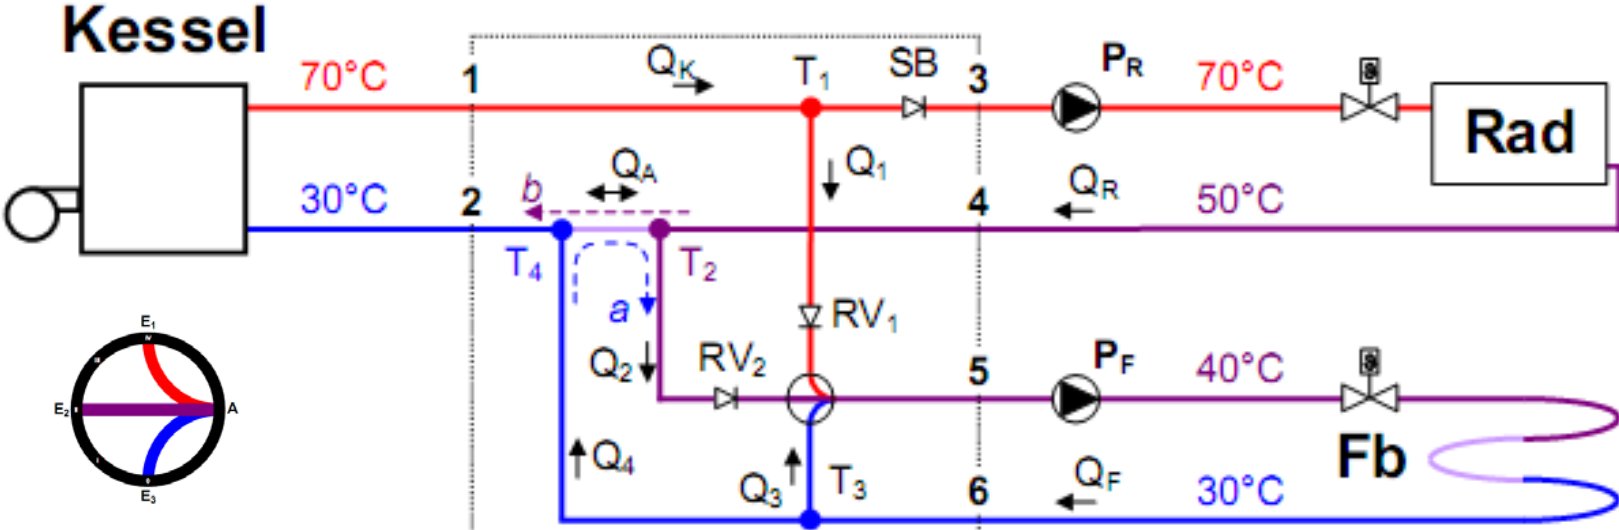 Kessel
70°C
1
QK
T1
SB
3
PR
70°C
Rad
30°C
2
b
QA
Q1
4
QR
50°C
T4
T2
a
RV1
Q2
RV2
5
PF
40°C
Fb
Q4
Q3
T3
6
QF
30°C
E1
E2
A
E3